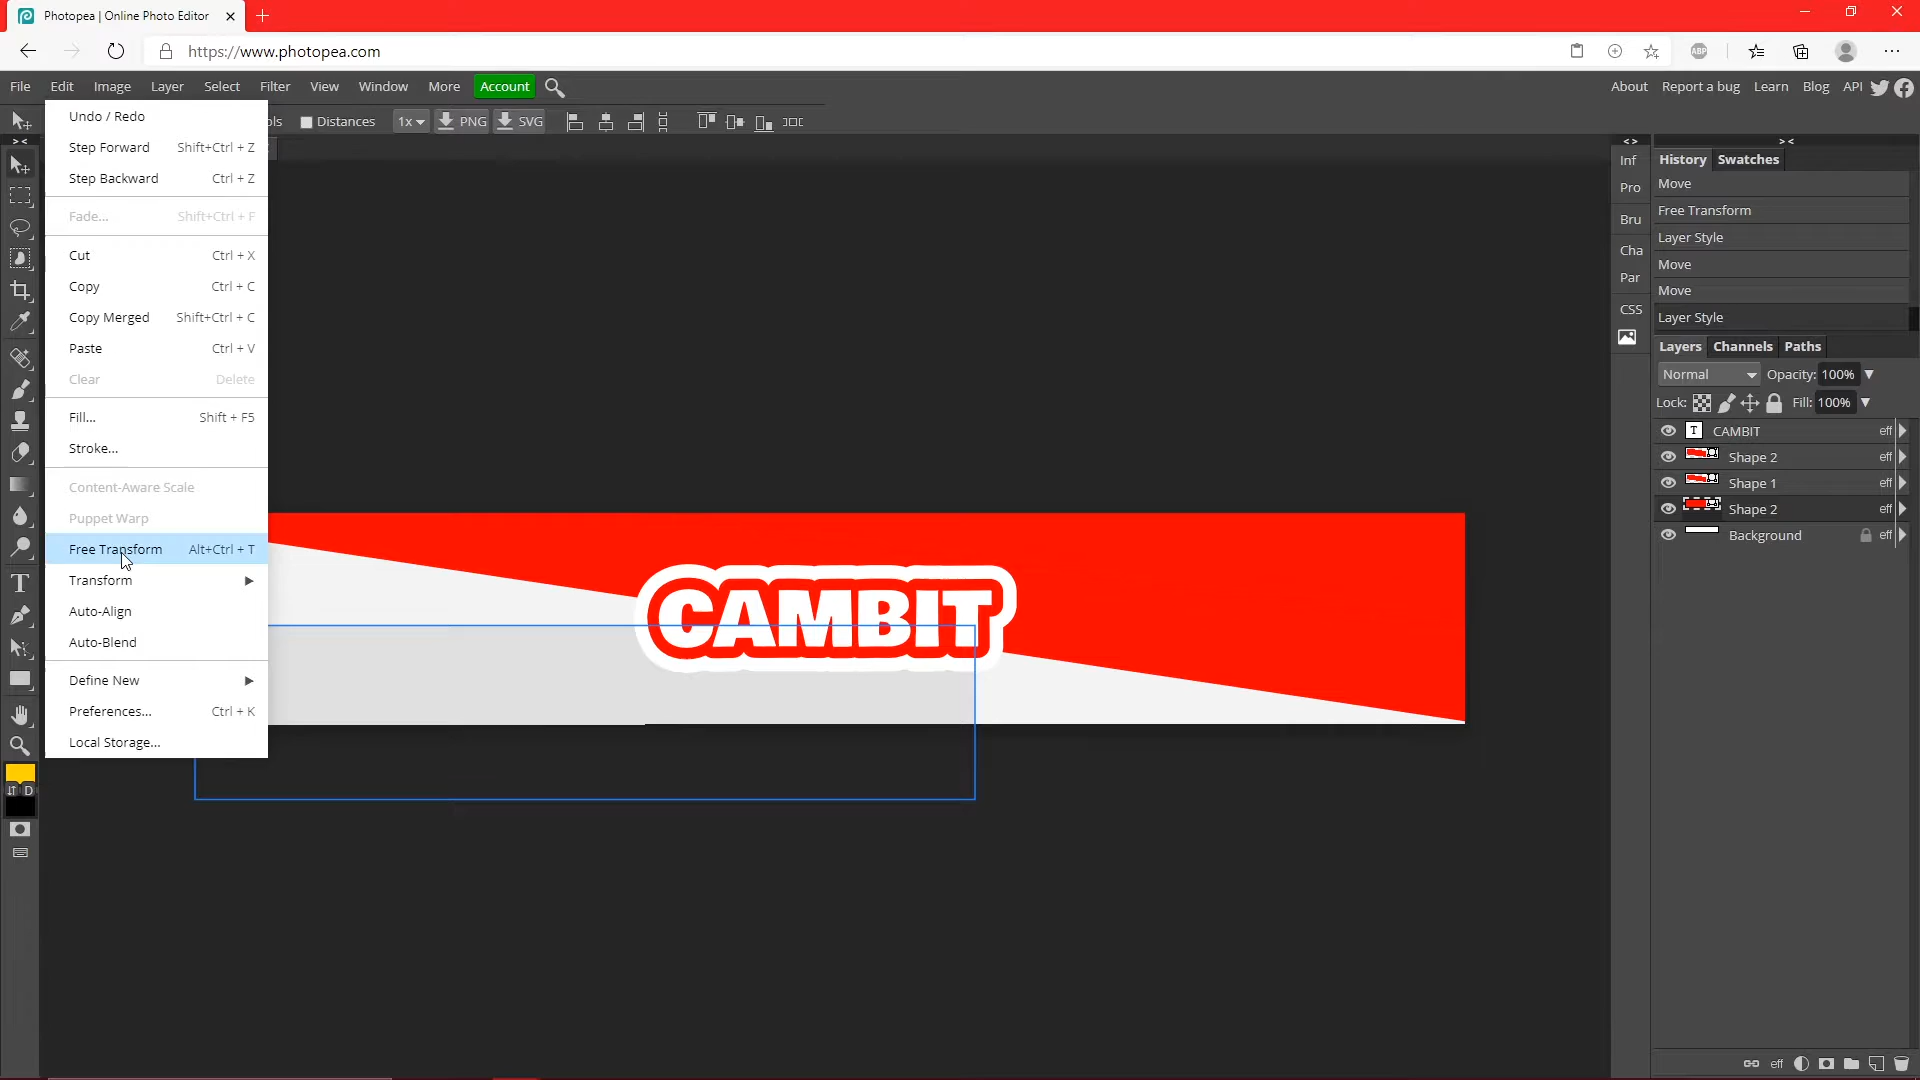 Photopea | Online Photo Editor
https://www.photopea.com
ABP
File Edit Image Layer Select Filter View Window More Account
About Report a bug Learn Blog API
ols Distances 1x PNG SVG
Undo / Redo
Step Forward Shift+Ctrl + Z
Step Backward Ctrl + Z
Fade... Shift+Ctrl + F
Cut Ctrl + X
Copy Ctrl + C
Copy Merged Shift+Ctrl + C
Paste Ctrl + V
Clear Delete
Fill... Shift + F5
Stroke...
Content-Aware Scale
Puppet Warp
Free Transform Alt+Ctrl + T
Transform
Auto-Align
Auto-Blend
Define New
Preferences... Ctrl + K
Local Storage...
D
CAMBIT
Inf
Pro
Bru
Cha
Par
CSS
History Swatches
Move
Free Transform
Layer Style
Move
Move
Layer Style
Layers Channels Paths
Normal Opacity: 100%
Lock: Fill: 100%
T CAMBIT eff
Shape 2 eff
Shape 1 eff
Shape 2 eff
Background eff
eff